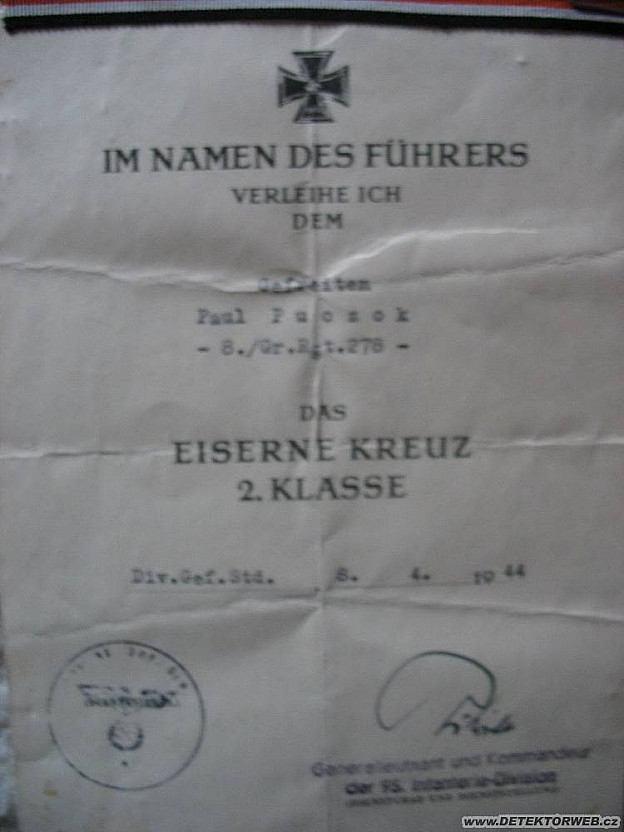 IM NAMEN DES FÜHRERS
VERLEIHE ICH
DEM
Gefreiten
Paul Puczok
- 8./Gr.Rgt.278 -
DAS
EISERNE KREUZ
2. KLASSE
Div.Gef.Std. , 8. 4. 1944
Generalleutnant und Kommandeur
der 95. Infanterie-Division
WWW.DETEKTORWEB.cz